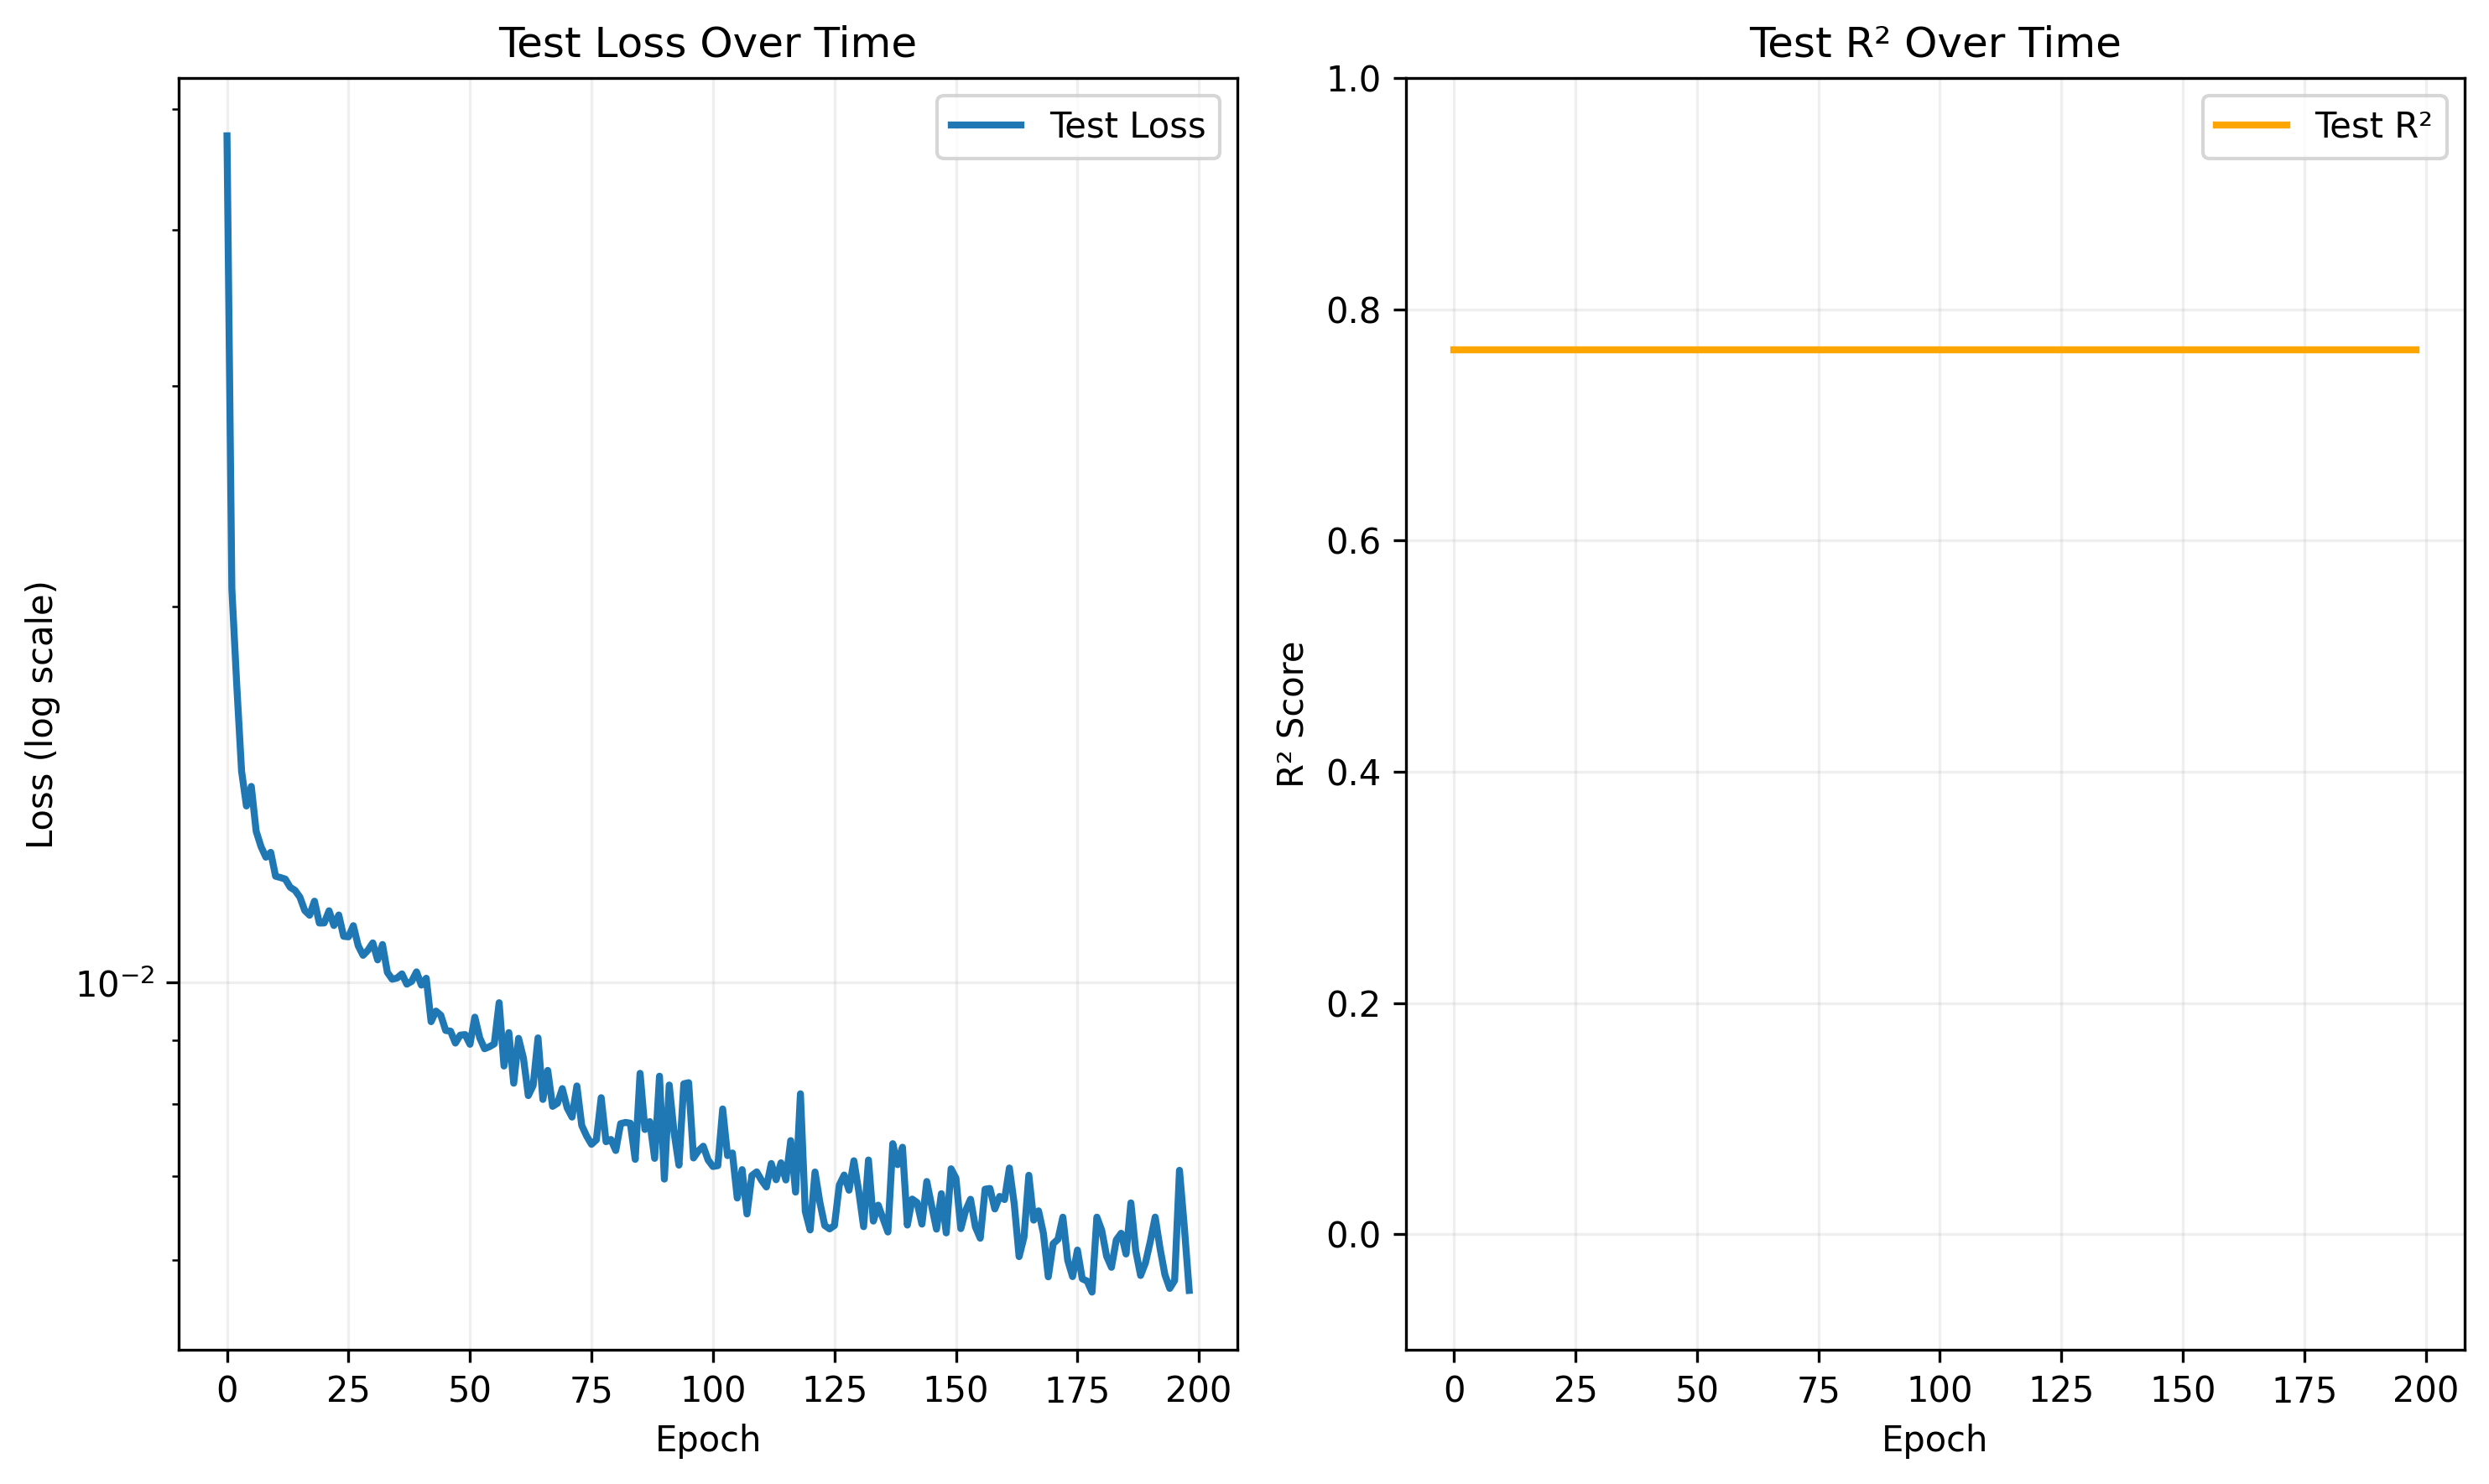 Test Loss Over Time
Test Loss
Loss (log scale)
10⁻²
0 25 50 75 100 125 150 175 200
Epoch
Test R² Over Time
Test R²
R² Score
1.0
0.8
0.6
0.4
0.2
0.0
0 25 50 75 100 125 150 175 200
Epoch